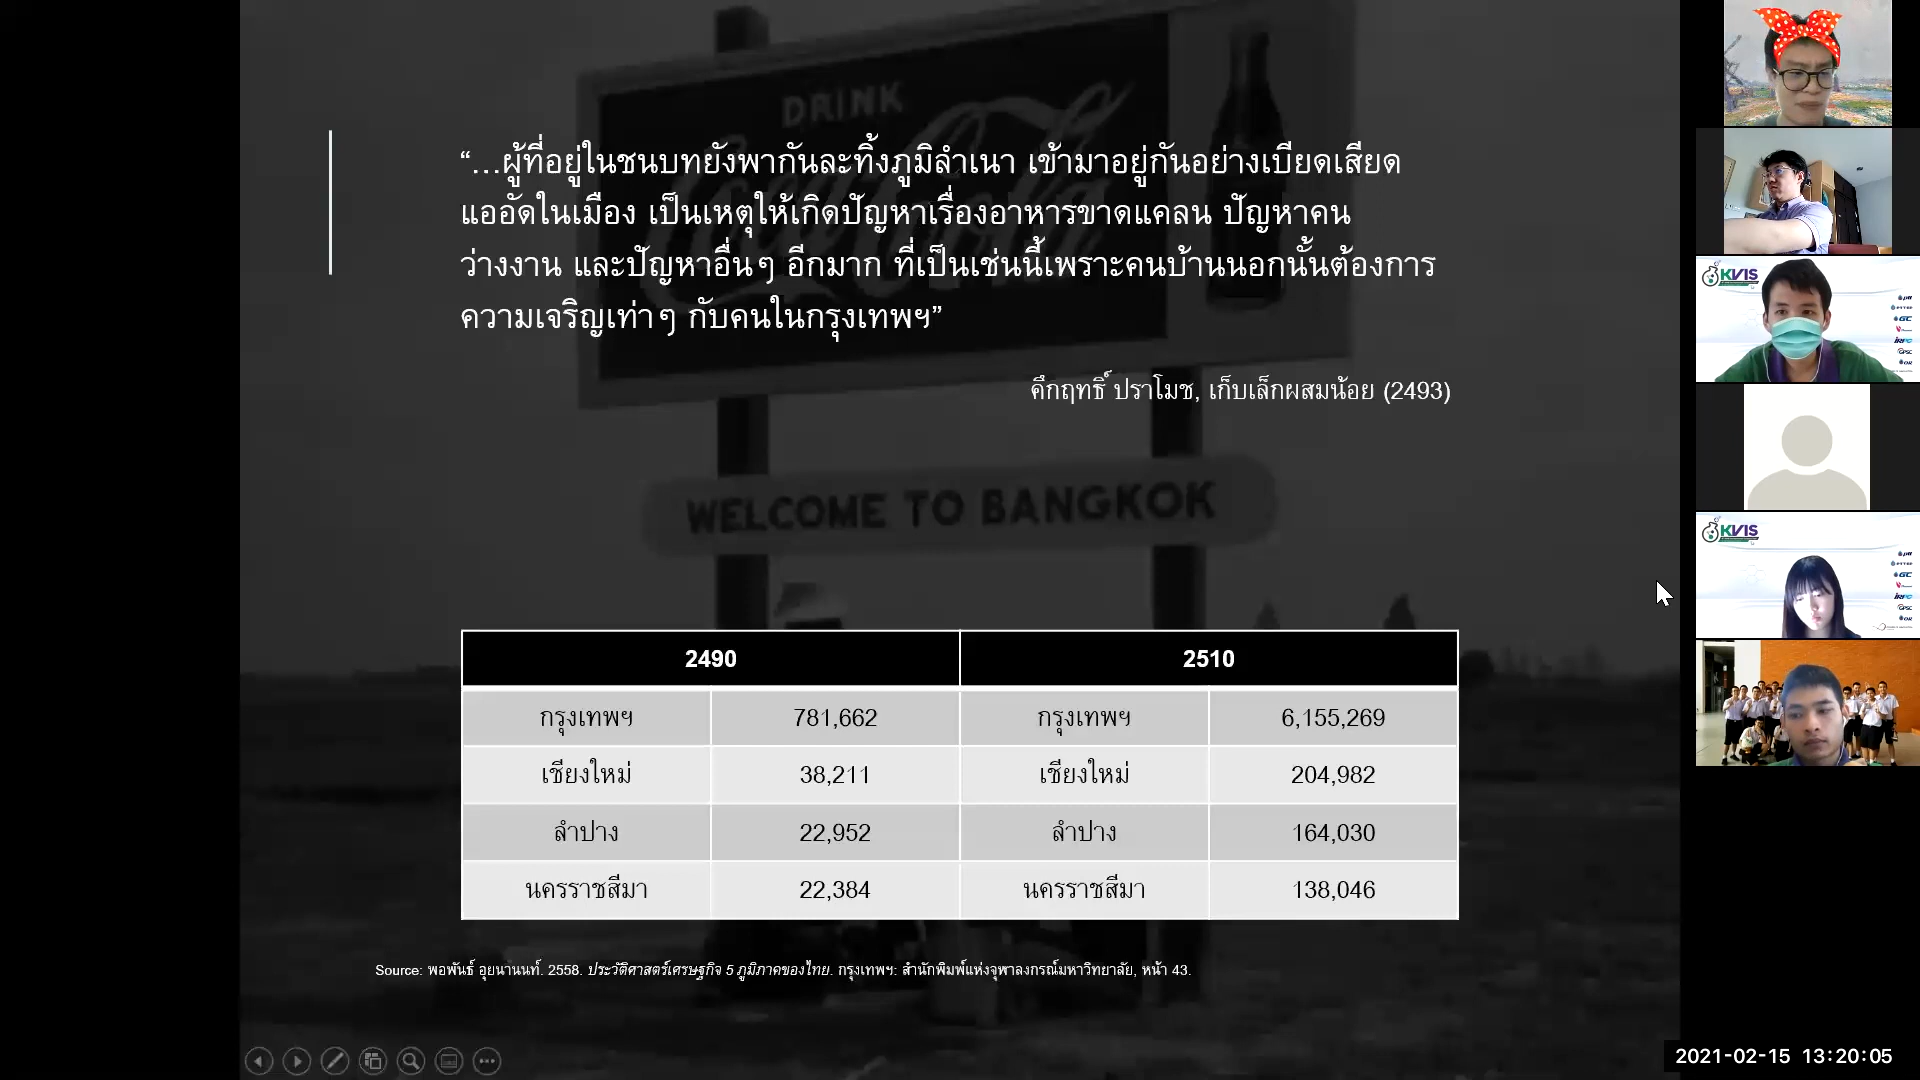 DRINK
Coca-Cola
“...ผู้ที่อยู่ในชนบทยังพากันละทิ้งภูมิลำเนา เข้ามาอยู่กันอย่างเบียดเสียด
แออัดในเมือง เป็นเหตุให้เกิดปัญหาเรื่องอาหารขาดแคลน ปัญหาคน
ว่างงาน และปัญหาอื่นๆ อีกมาก ที่เป็นเช่นนี้เพราะคนบ้านนอกนั้นต้องการ
ความเจริญเท่าๆ กับคนในกรุงเทพฯ”
คึกฤทธิ์ ปราโมช, เก็บเล็กผสมน้อย (2493)
WELCOME TO BANGKOK
2490 2510
กรุงเทพฯ 781,662 กรุงเทพฯ 6,155,269
เชียงใหม่ 38,211 เชียงใหม่ 204,982
ลำปาง 22,952 ลำปาง 164,030
นครราชสีมา 22,384 นครราชสีมา 138,046
Source: พอพันธ์ อุยนานนท์. 2558. ประวัติศาสตร์เศรษฐกิจ 5 ภูมิภาคของไทย. กรุงเทพฯ: สำนักพิมพ์แห่งจุฬาลงกรณ์มหาวิทยาลัย, หน้า 43.
KVIS
ptt
GC
IRPC
GPSC
OR
KVIS
ptt
GC
IRPC
GPSC
OR
2021-02-15 13:20:05